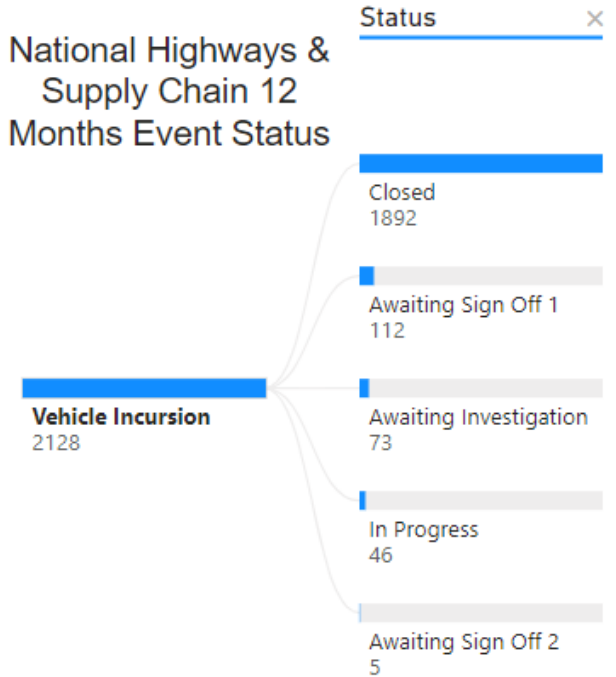 National Highways &
Supply Chain 12
Months Event Status
Status
Closed
1892
Awaiting Sign Off 1
112
Vehicle Incursion
2128
Awaiting Investigation
73
In Progress
46
Awaiting Sign Off 2
5